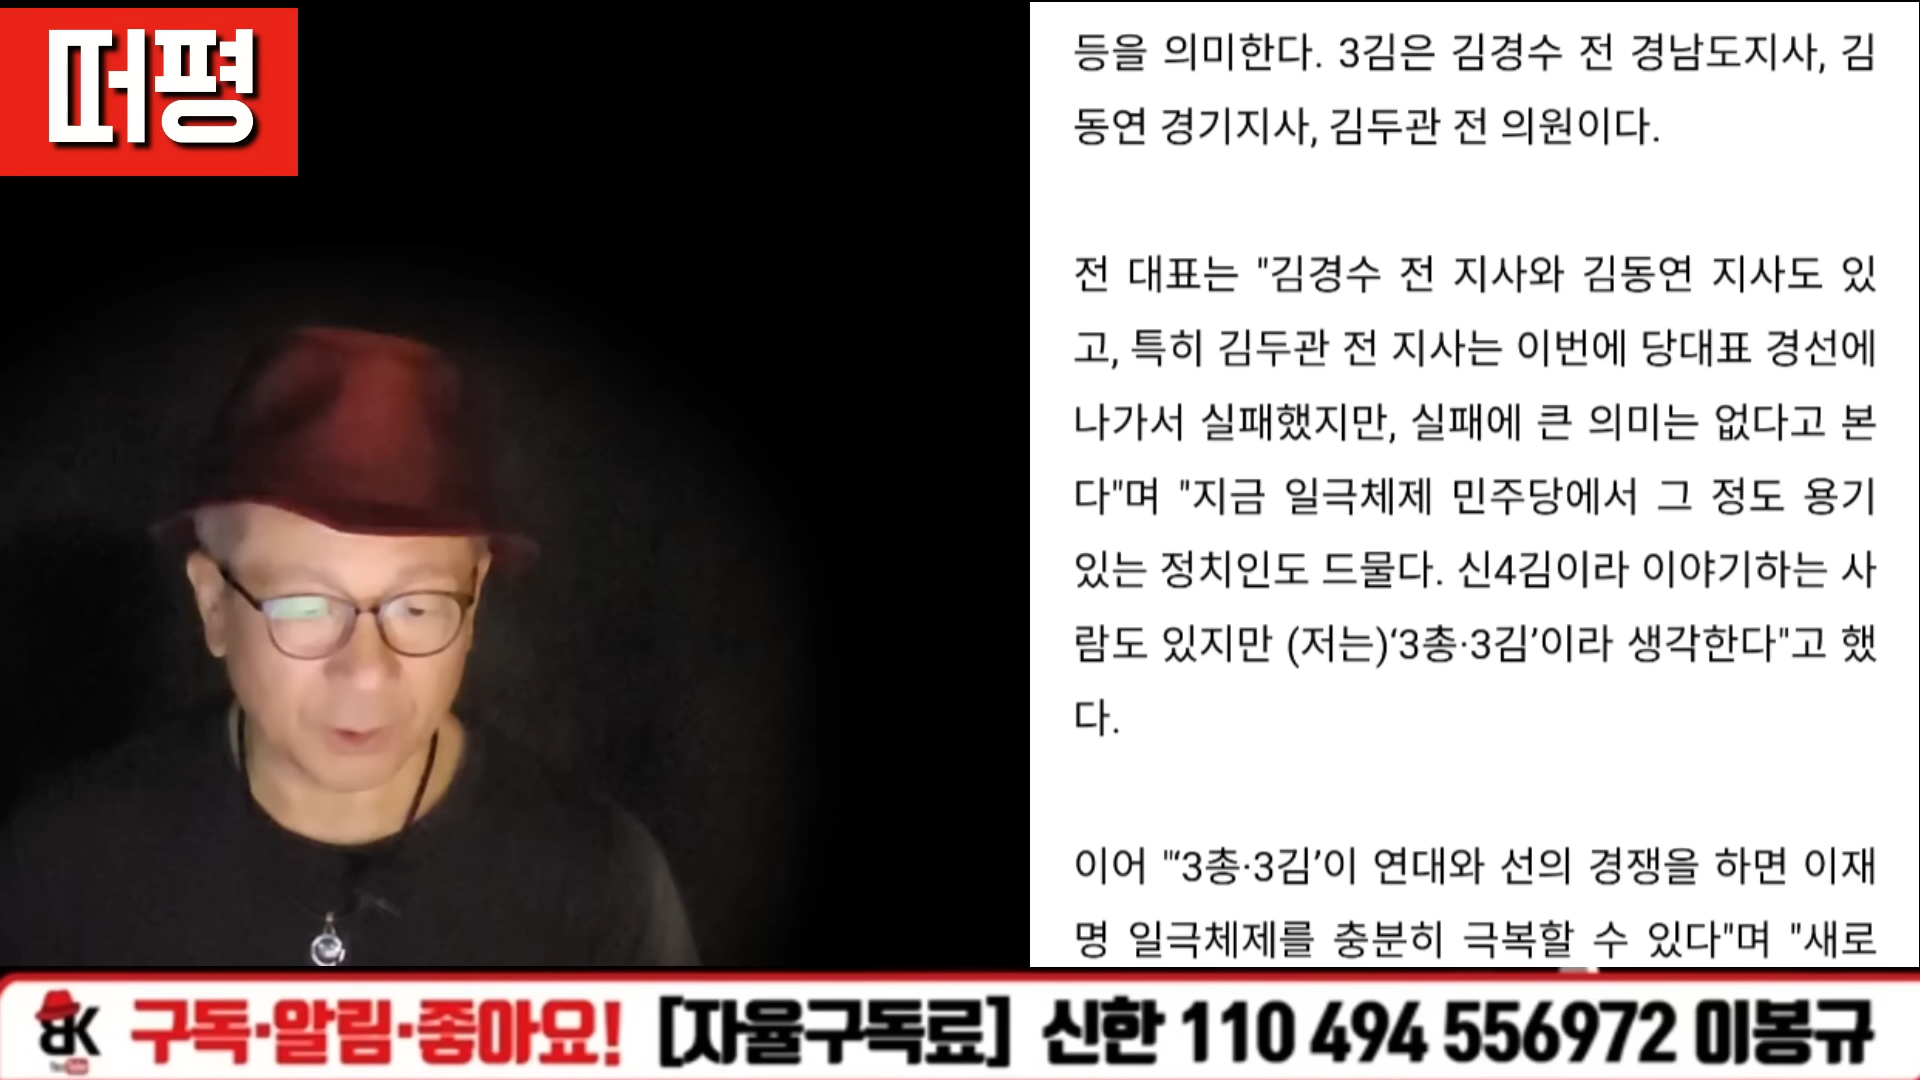 떠평
등을 의미한다. 3김은 김경수 전 경남도지사, 김
동연 경기지사, 김두관 전 의원이다.
전 대표는 "김경수 전 지사와 김동연 지사도 있
고, 특히 김두관 전 지사는 이번에 당대표 경선에
나가서 실패했지만, 실패에 큰 의미는 없다고 본
다"며 "지금 일극체제 민주당에서 그 정도 용기
있는 정치인도 드물다. 신4김이라 이야기하는 사
람도 있지만 (저는)‘3총·3김’이라 생각한다"고 했
다.
이어 "‘3총·3김’이 연대와 선의 경쟁을 하면 이재
명 일극체제를 충분히 극복할 수 있다"며 "새로
BK 구독·알림·좋아요! [자율구독료] 신한 110 494 556972 이봉규
YouTube